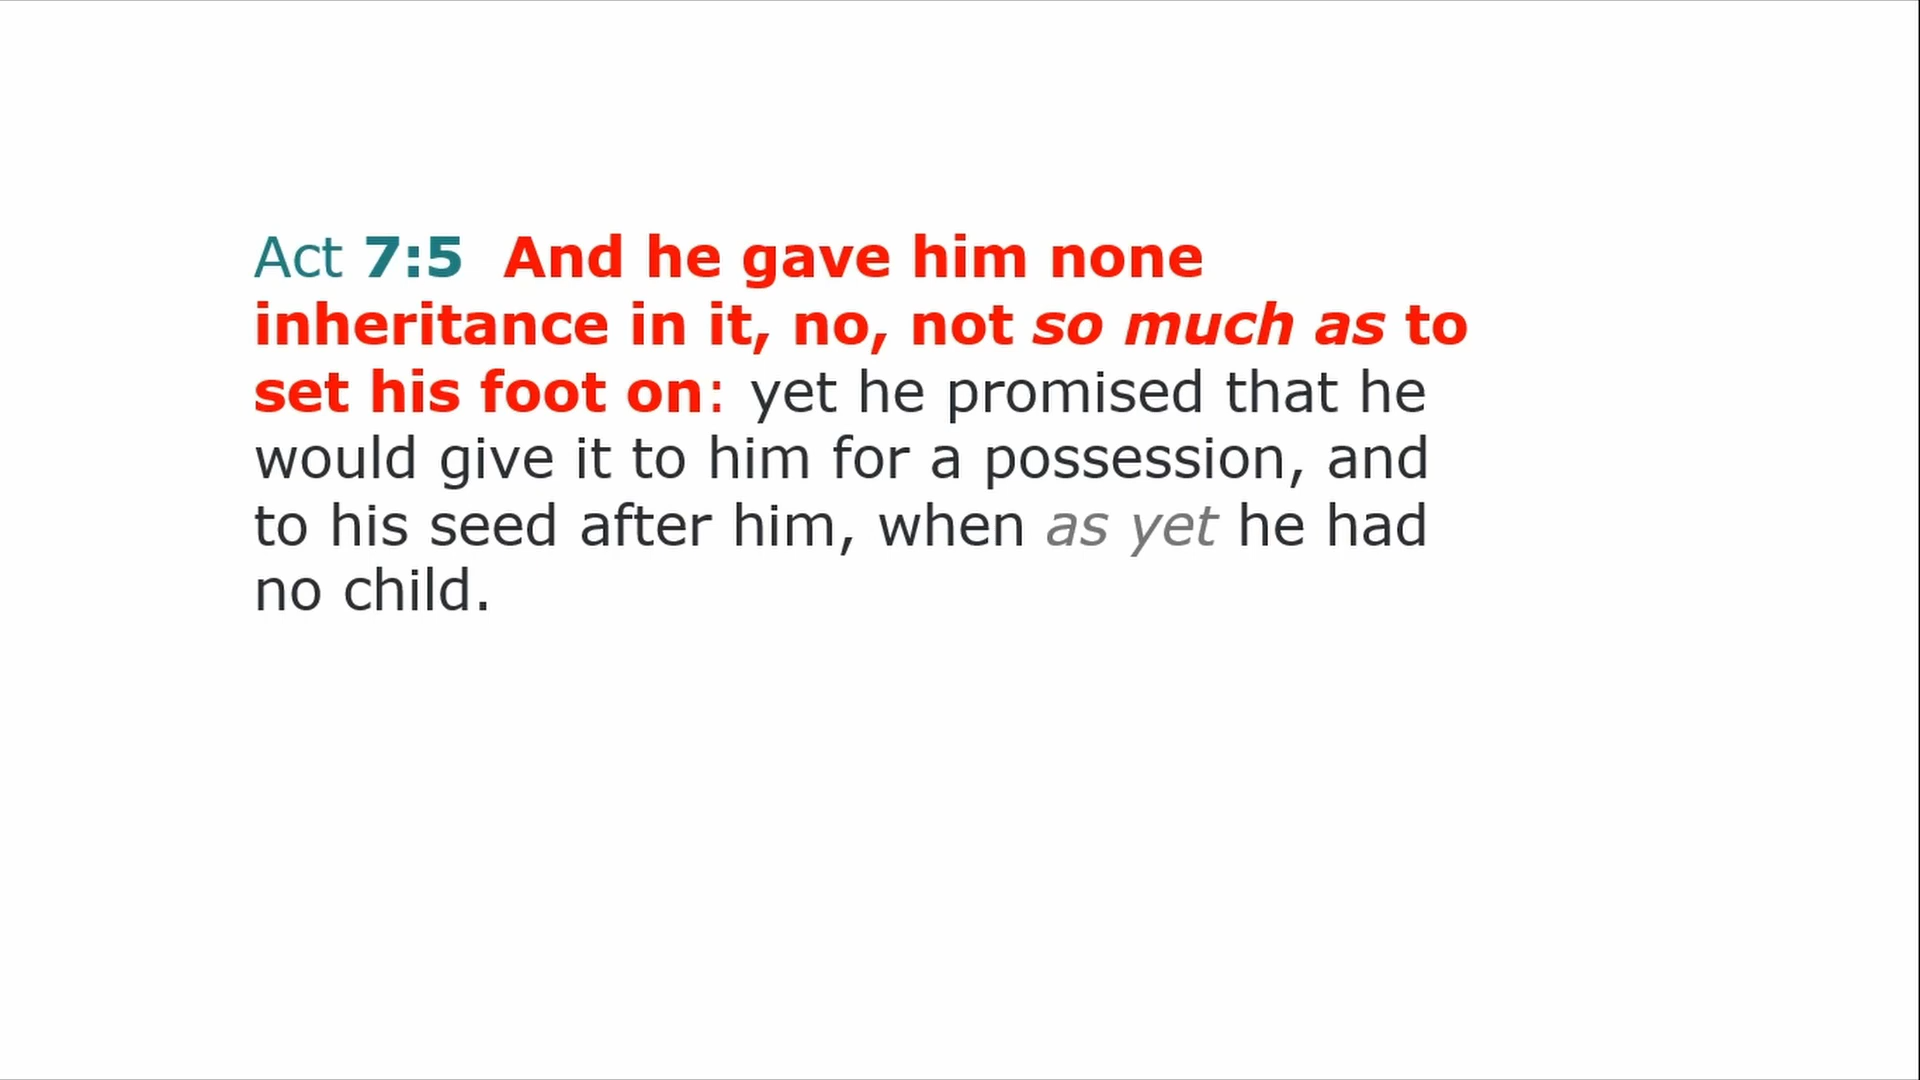 Act 7:5 And he gave him none
inheritance in it, no, not so much as to
set his foot on: yet he promised that he
would give it to him for a possession, and
to his seed after him, when as yet he had
no child.